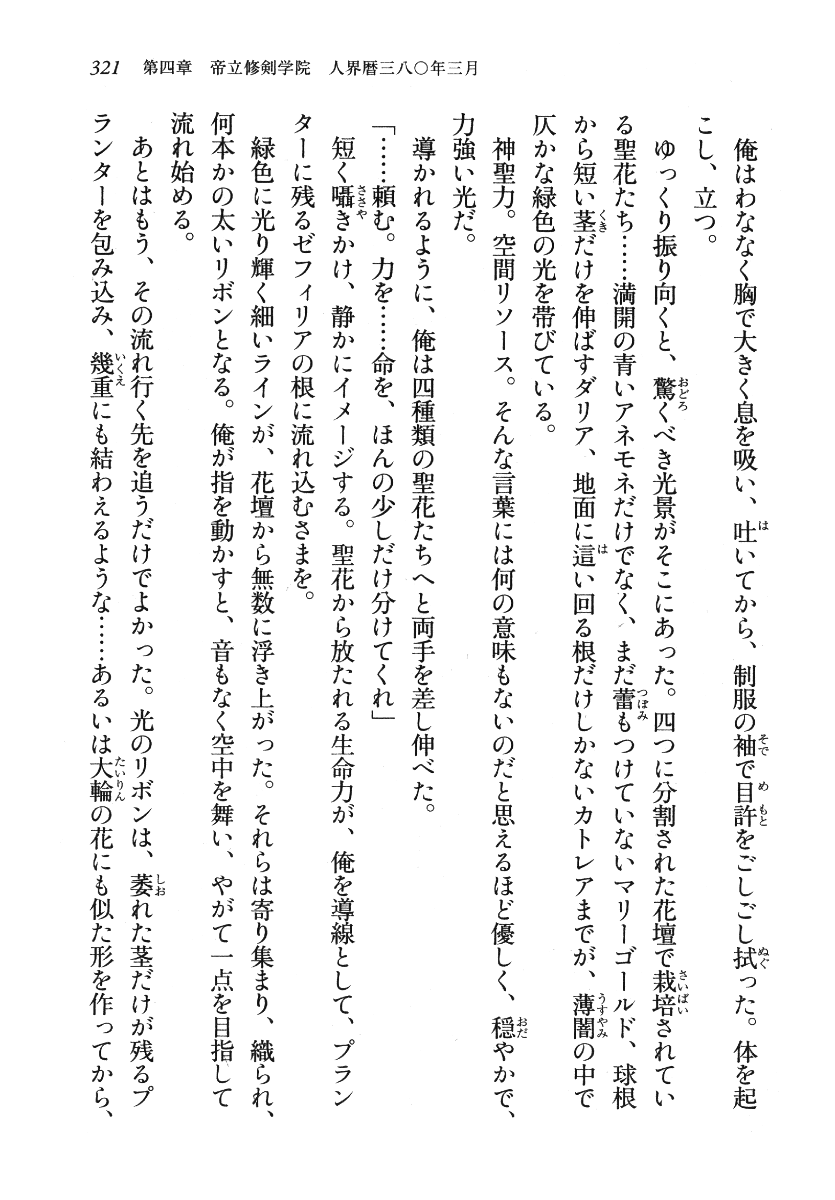 321 第四章 帝立修剣学院 人界暦三八〇年三月
俺はわななく胸で大きく息を吸い、吐いてから、制服の袖で目許をごしごし拭った。体を起
こし、立つ。
ゆっくり振り向くと、驚くべき光景がそこにあった。四つに分割された花壇で栽培されてい
る聖花たち……満開の青いアネモネだけでなく、まだ蕾もつけていないマリーゴールド、球根
から短い茎だけを伸ばすダリア、地面に這い回る根だけしかないカトレアまでが、薄闇の中で
仄かな緑色の光を帯びている。
神聖力。空間リソース。そんな言葉には何の意味もないのだと思えるほど優しく、穏やかで、
力強い光だ。
導かれるように、俺は四種類の聖花たちへと両手を差し伸べた。
「……頼む。力を……命を、ほんの少しだけ分けてくれ」
短く囁きかけ、静かにイメージする。聖花から放たれる生命力が、俺を導線として、プラン
ターに残るゼフィリアの根に流れ込むさまを。
緑色に光り輝く細いラインが、花壇から無数に浮き上がった。それらは寄り集まり、織られ、
何本かの太いリボンとなる。俺が指を動かすと、音もなく空中を舞い、やがて一点を目指して
流れ始める。
あとはもう、その流れ行く先を追うだけでよかった。光のリボンは、萎れた茎だけが残るプ
ランターを包み込み、幾重にも結わえるような……あるいは大輪の花にも似た形を作ってから、